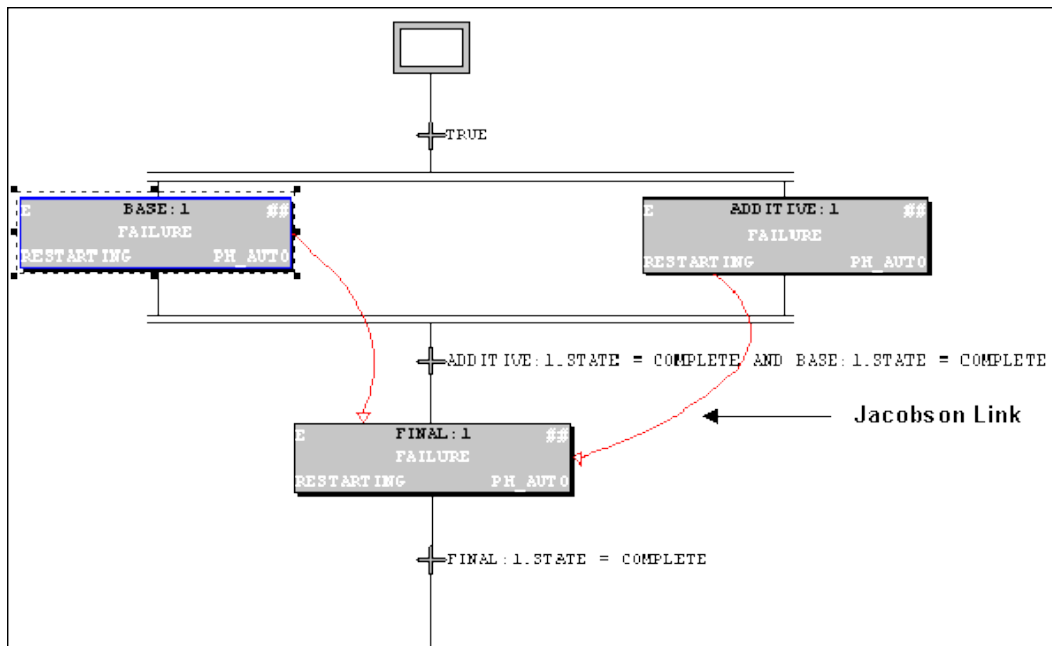 TRUE
E BASE:1 ##
FAILURE
RESTARTING PH_AUTO
E ADDITIVE:1 ##
FAILURE
RESTARTING PH_AUTO
ADDITIVE:1.STATE = COMPLETE AND BASE:1.STATE = COMPLETE
Jacobson Link
E FINAL:1 ##
FAILURE
RESTARTING PH_AUTO
FINAL:1.STATE = COMPLETE